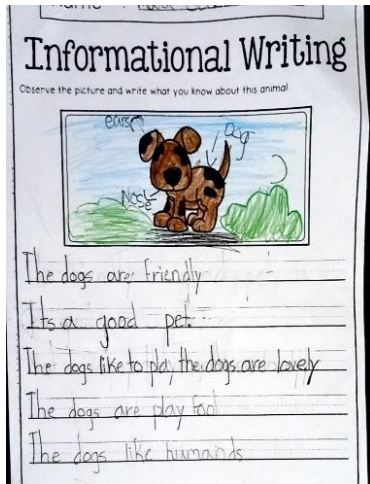 Informational Writing
Observe the picture and write what you know about this animal.
ears
Dog
Nose
The dogs are friendly
Its a good pet.
The dogs like to play the dogs are lovely
The dogs are play fool
The dogs like humands